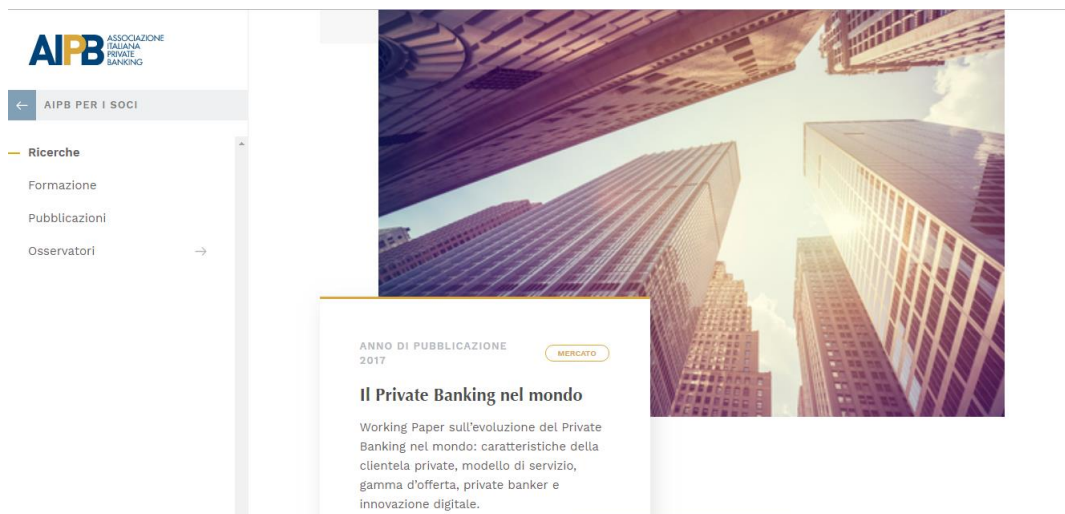 AIPB ASSOCIAZIONE
ITALIANA
PRIVATE
BANKING
← AIPB PER I SOCI
Ricerche
Formazione
Pubblicazioni
Osservatori →
ANNO DI PUBBLICAZIONE
2017
MERCATO
Il Private Banking nel mondo
Working Paper sull’evoluzione del Private
Banking nel mondo: caratteristiche della
clientela private, modello di servizio,
gamma d’offerta, private banker e
innovazione digitale.